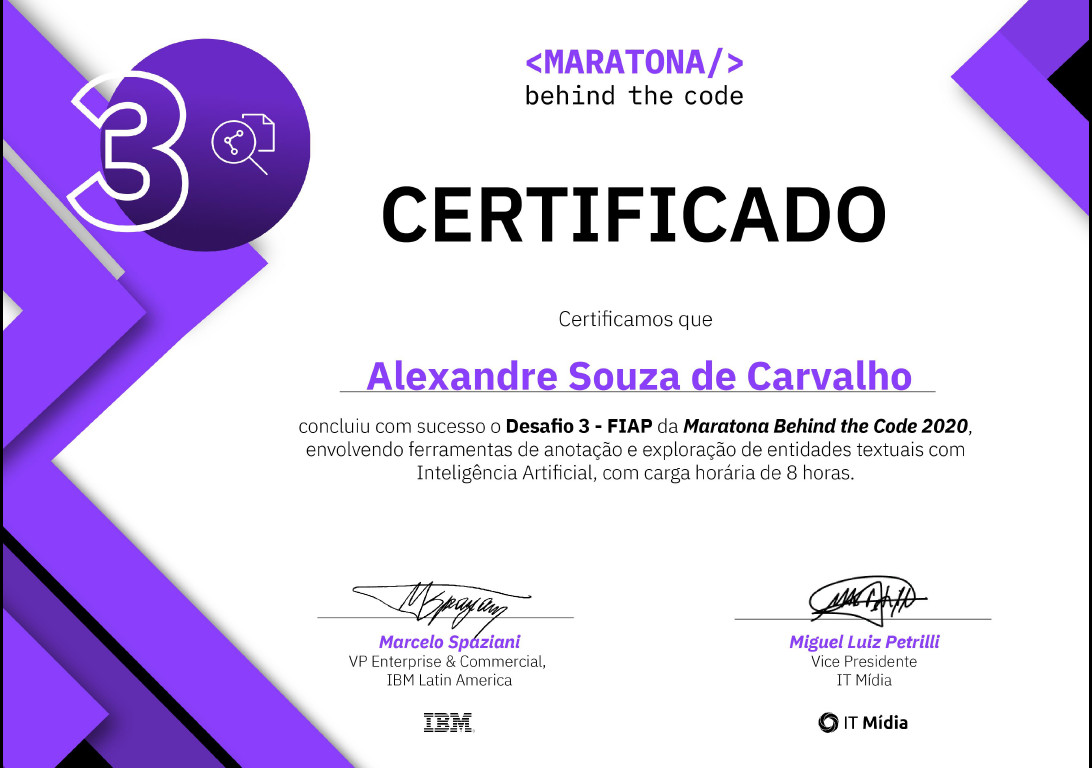 3
<MARATONA/>
behind the code
CERTIFICADO
Certificamos que
Alexandre Souza de Carvalho
concluiu com sucesso o Desafio 3 - FIAP da Maratona Behind the Code 2020,
envolvendo ferramentas de anotação e exploração de entidades textuais com
Inteligência Artificial, com carga horária de 8 horas.
Marcelo Spaziani
VP Enterprise & Commercial,
IBM Latin America
IBM
Miguel Luiz Petrilli
Vice Presidente
IT Mídia
IT Mídia